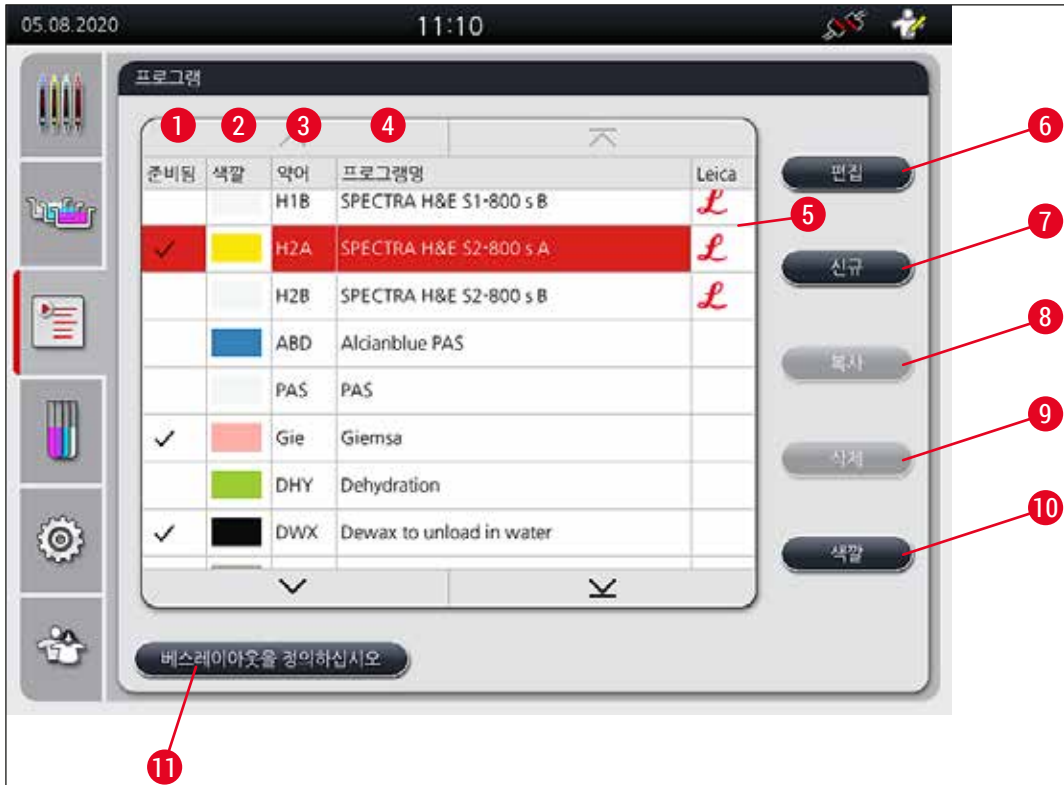 05.08.2020 11:10
프로그램
1 2 3 4
준비됨 색깔 약어 프로그램명 Leica
H1B SPECTRA H&E S1-800 s B L
H2A SPECTRA H&E S2-800 s A L
H2B SPECTRA H&E S2-800 s B L
ABD Alcianblue PAS
PAS PAS
Gie Giemsa
DHY Dehydration
DWX Dewax to unload in water
5
편집 6
신규 7
복사 8
삭제 9
색깔 10
베스레이아웃을 정의하십시오
11